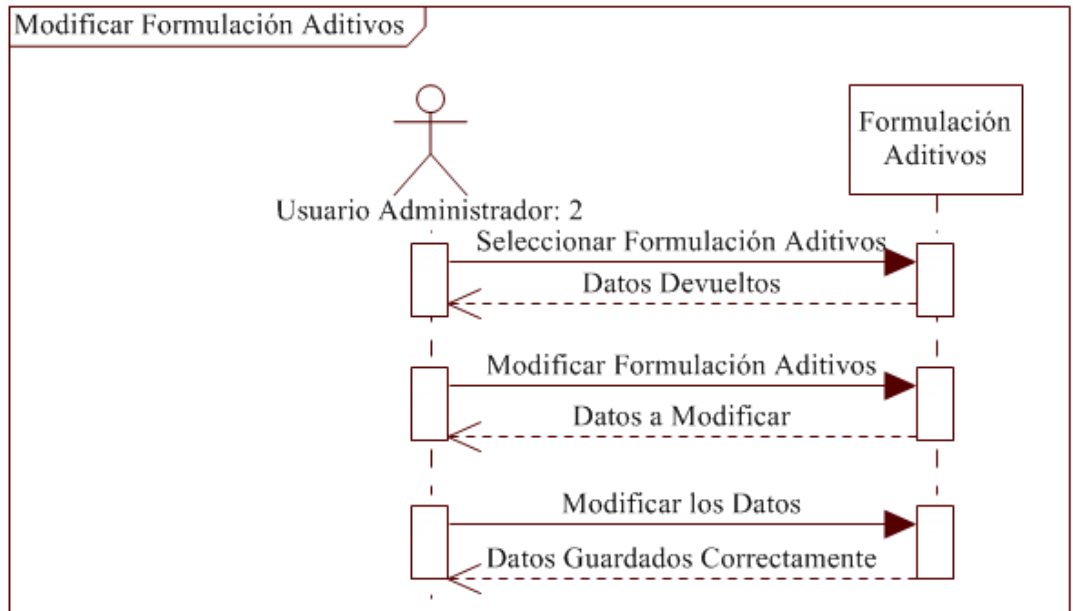 Modificar Formulación Aditivos
Formulación
Aditivos
Usuario Administrador: 2
Seleccionar Formulación Aditivos
Datos Devueltos
Modificar Formulación Aditivos
Datos a Modificar
Modificar los Datos
Datos Guardados Correctamente